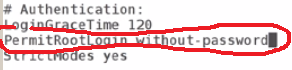 # Authentication:
LoginGraceTime 120
PermitRootLogin without-password
StrictModes yes